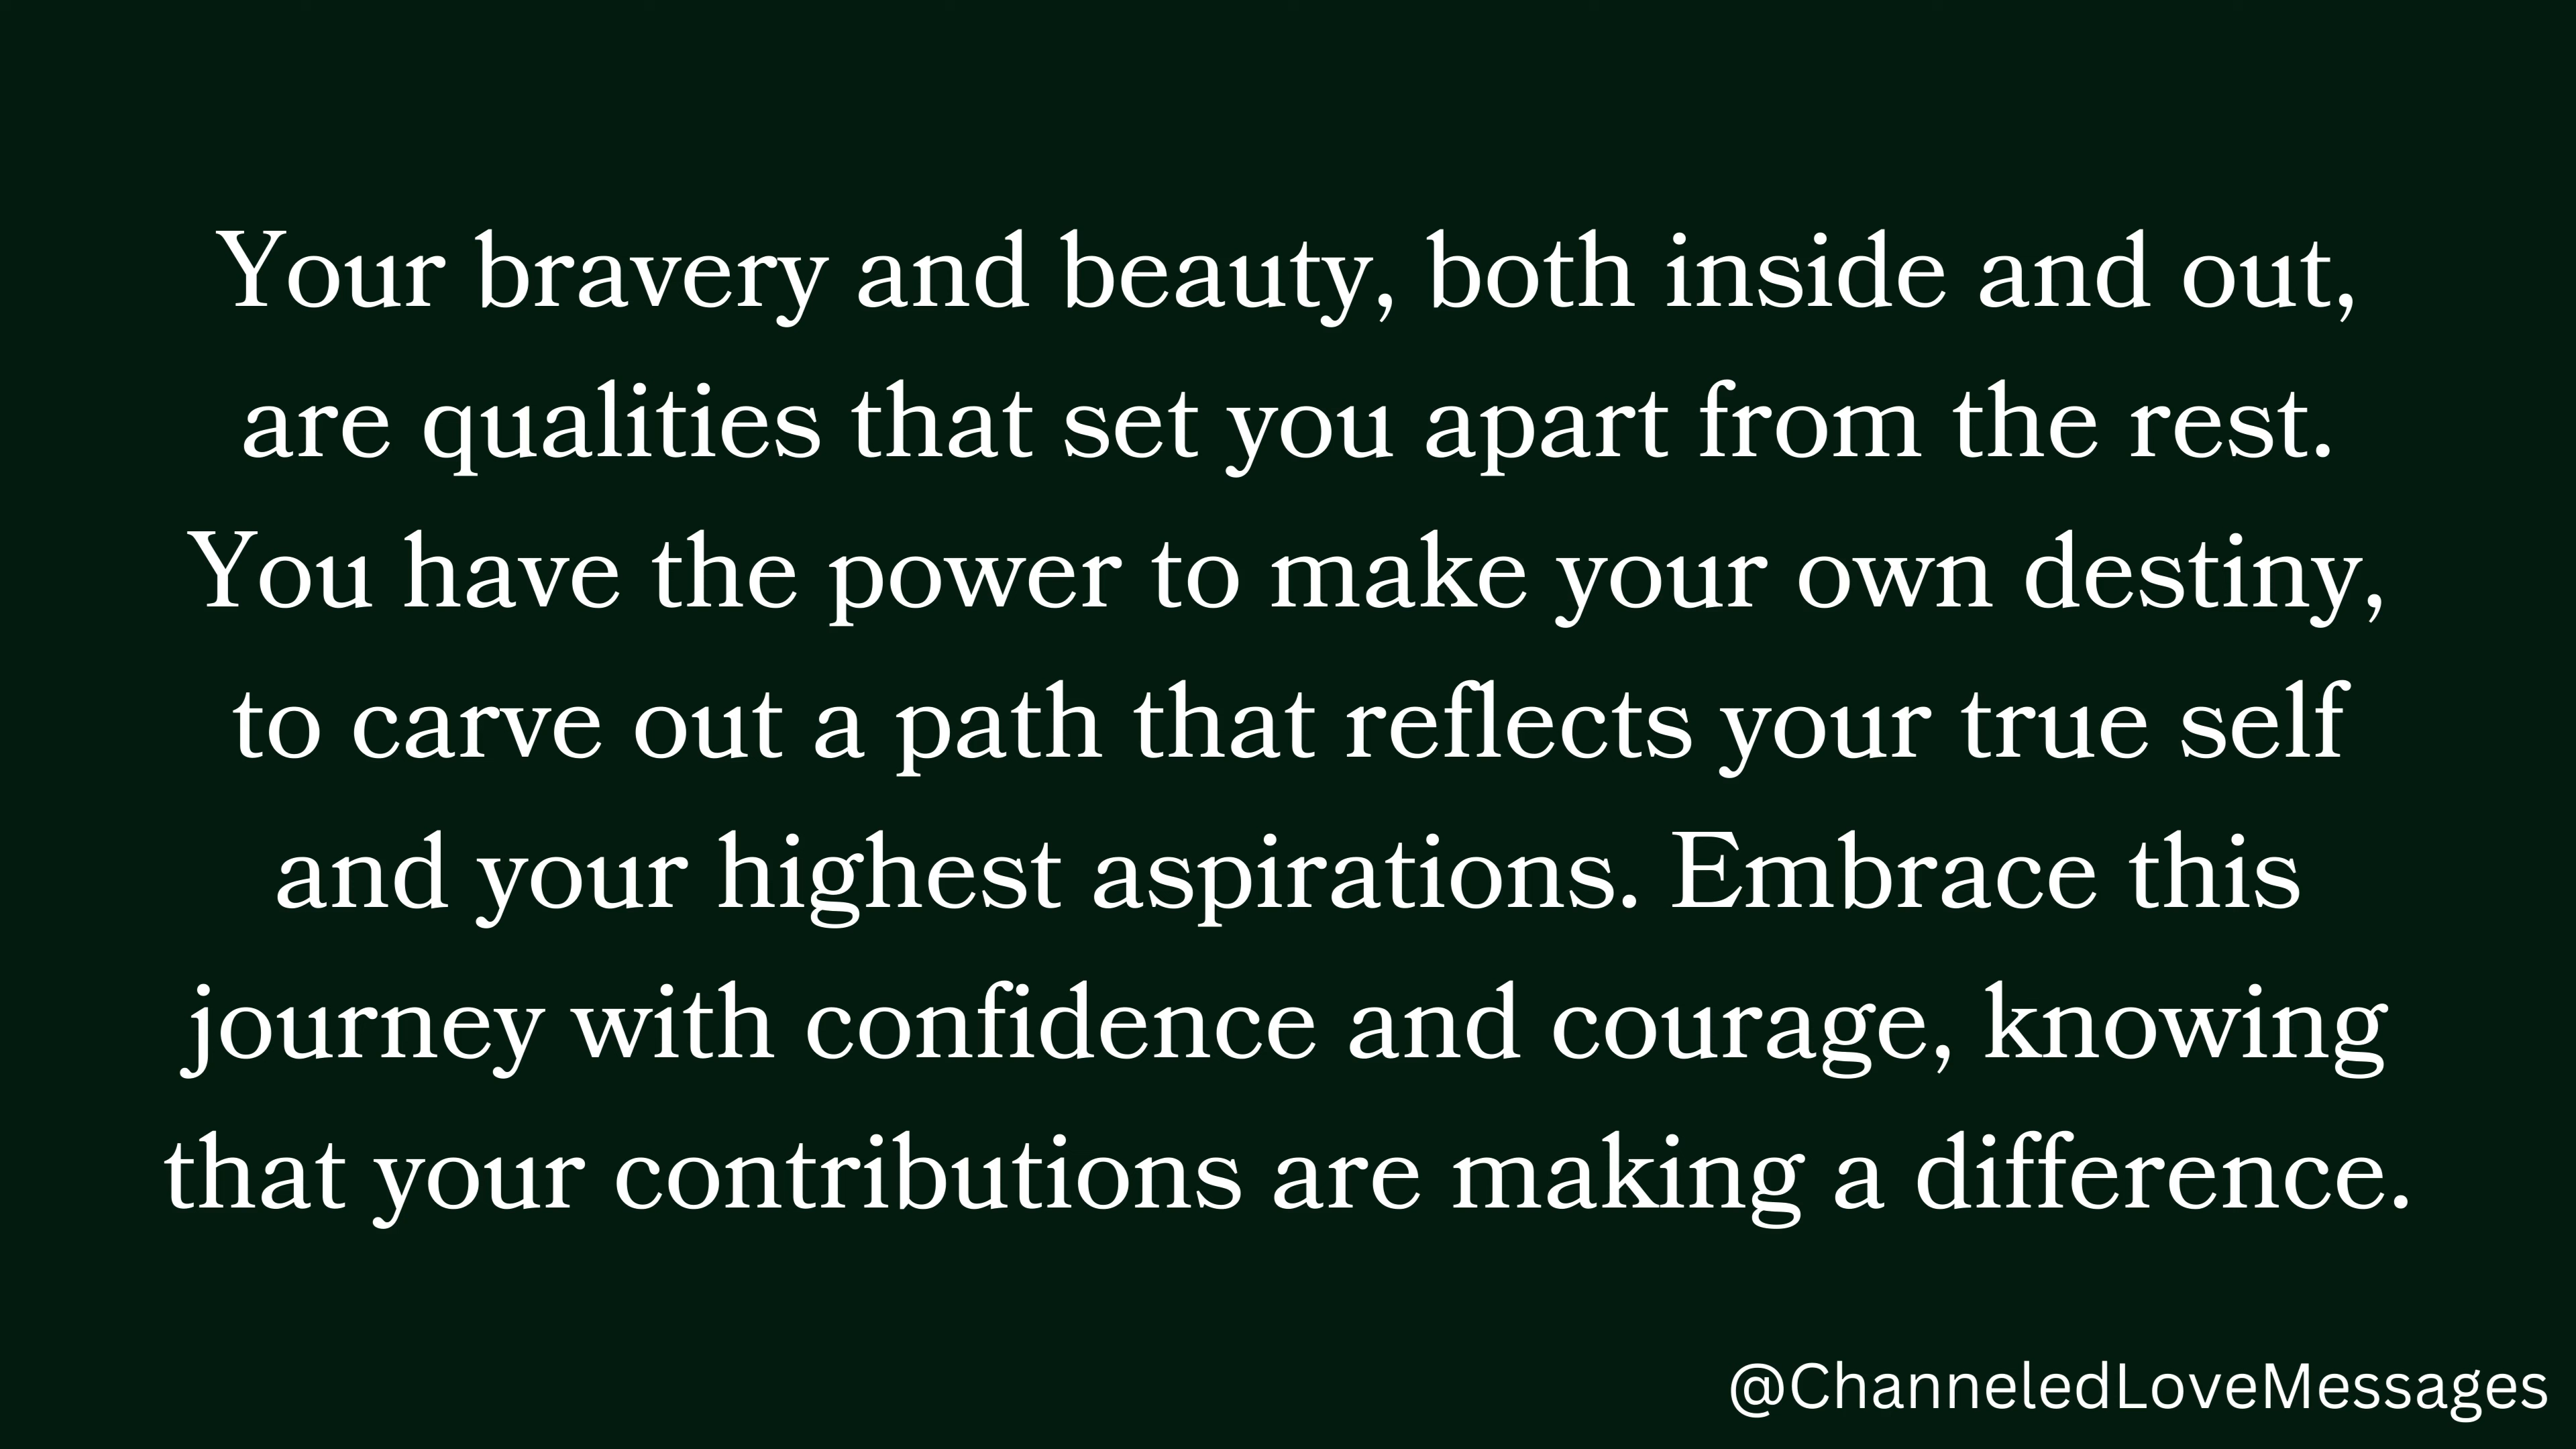 Your bravery and beauty, both inside and out,
are qualities that set you apart from the rest.
You have the power to make your own destiny,
to carve out a path that reflects your true self
and your highest aspirations. Embrace this
journey with confidence and courage, knowing
that your contributions are making a difference.
@ChanneledLoveMessages